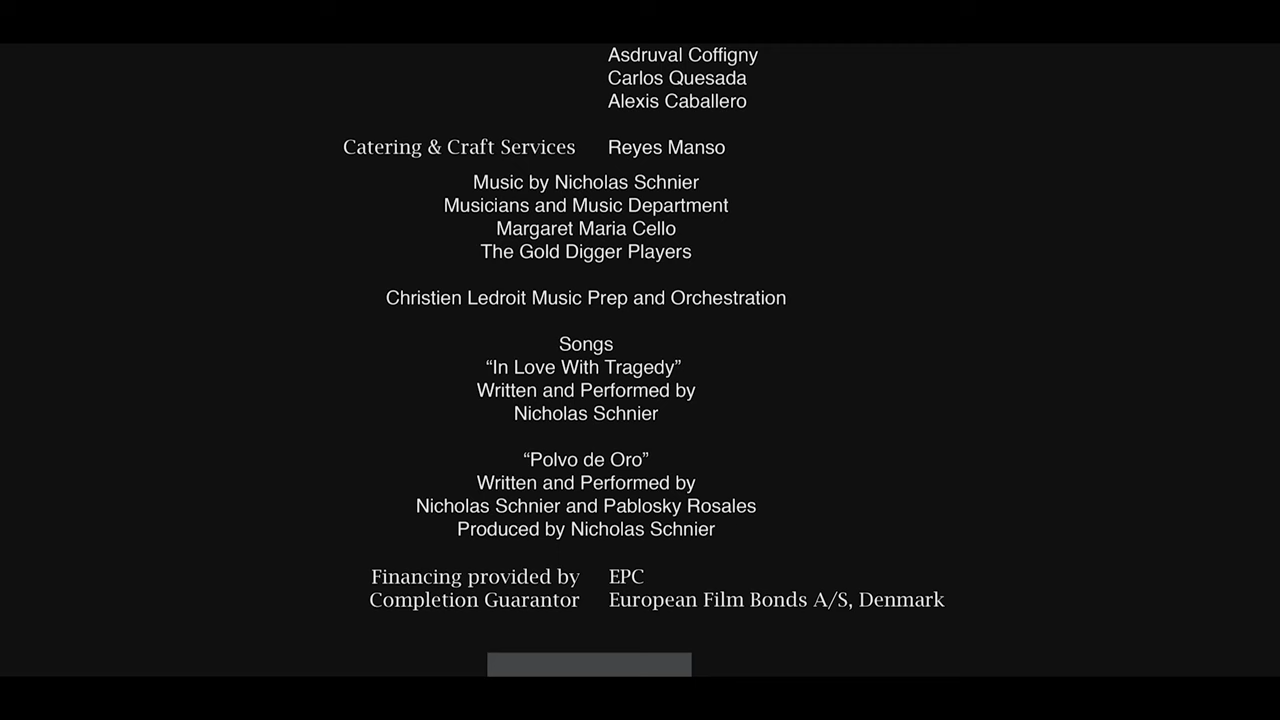 Asdruval Coffigny
Carlos Quesada
Alexis Caballero
Catering & Craft Services Reyes Manso
Music by Nicholas Schnier
Musicians and Music Department
Margaret Maria Cello
The Gold Digger Players
Christien Ledroit Music Prep and Orchestration
Songs
“In Love With Tragedy”
Written and Performed by
Nicholas Schnier
“Polvo de Oro”
Written and Performed by
Nicholas Schnier and Pablosky Rosales
Produced by Nicholas Schnier
Financing provided by EPC
Completion Guarantor European Film Bonds A/S, Denmark